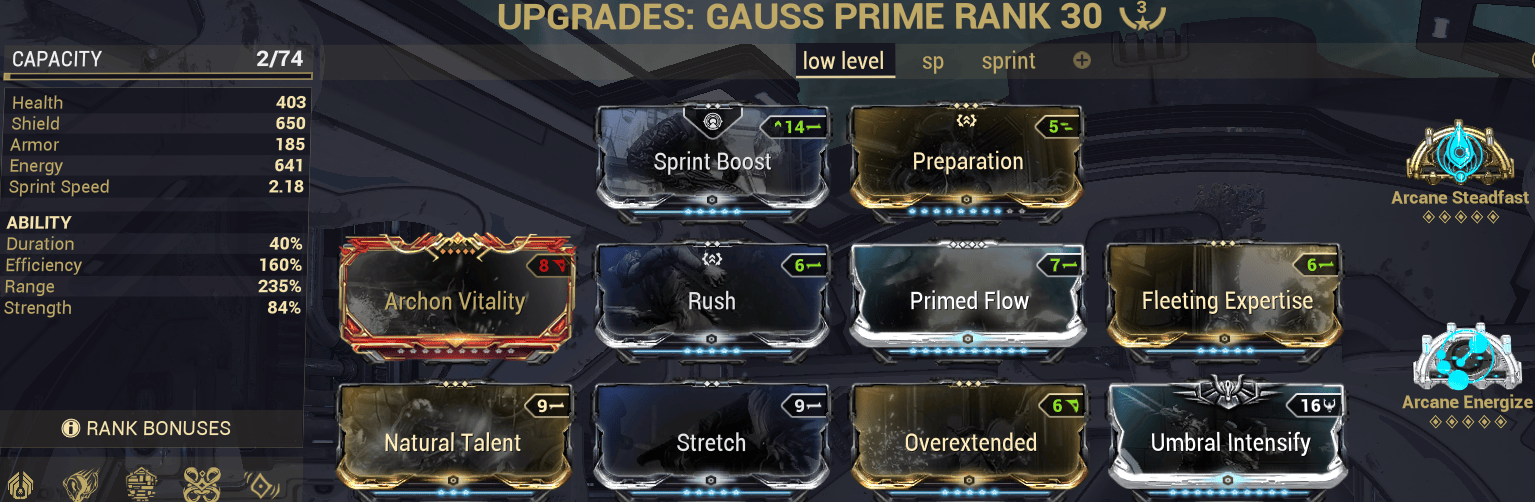 UPGRADES: GAUSS PRIME RANK 30 3
CAPACITY 2/74
low level sp sprint
Health 403
Shield 650
Armor 185
Energy 641
Sprint Speed 2.18
ABILITY
Duration 40%
Efficiency 160%
Range 235%
Strength 84%
RANK BONUSES
14
Sprint Boost
5
Preparation
Arcane Steadfast
8
Archon Vitality
6
Rush
7
Primed Flow
6
Fleeting Expertise
Arcane Energize
9
Natural Talent
9
Stretch
6
Overextended
16
Umbral Intensify